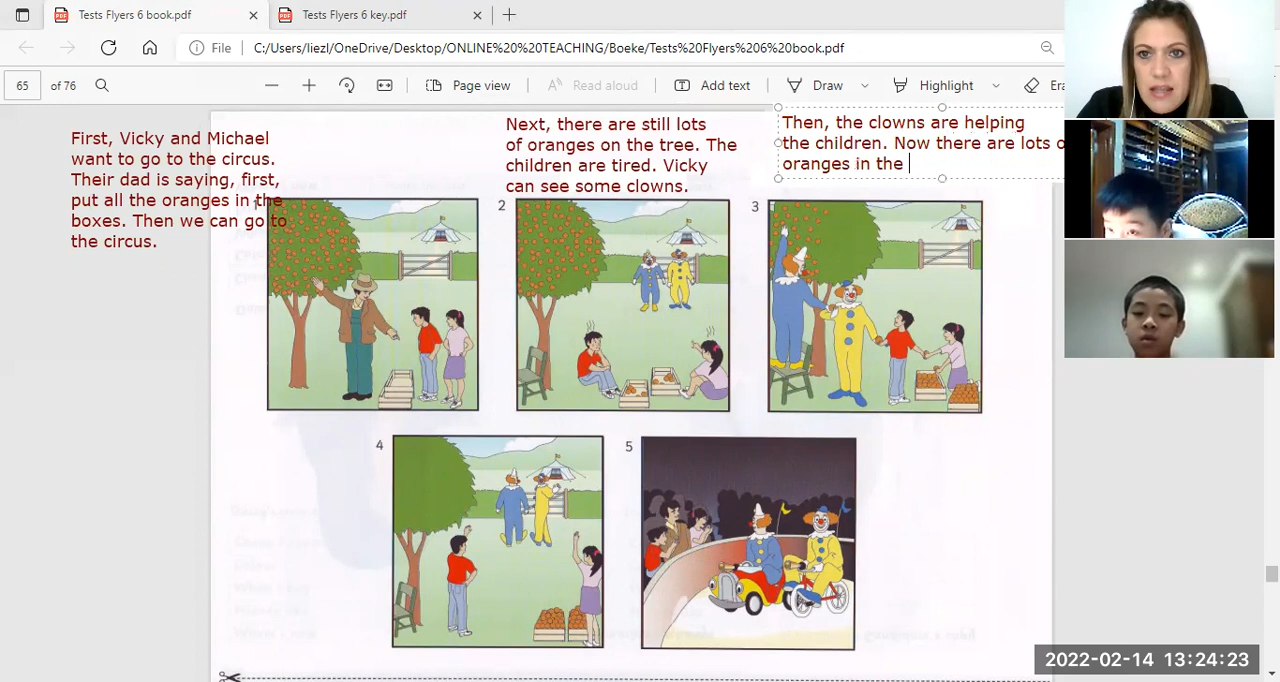 Tests Flyers 6 book.pdf
Tests Flyers 6 key.pdf
File
C:/Users/liezl/OneDrive/Desktop/ONLINE%20%20TEACHING/Boeke/Tests%20Flyers%206%20book.pdf
65 of 76
Page view
Read aloud
Add text
Draw
Highlight
Era
First, Vicky and Michael
want to go to the circus.
Their dad is saying, first,
put all the oranges in the
boxes. Then we can go to
the circus.
Next, there are still lots
of oranges on the tree. The
children are tired. Vicky
can see some clowns.
Then, the clowns are helping
the children. Now there are lots o
oranges in the
2
3
4
5
2022-02-14 13:24:23